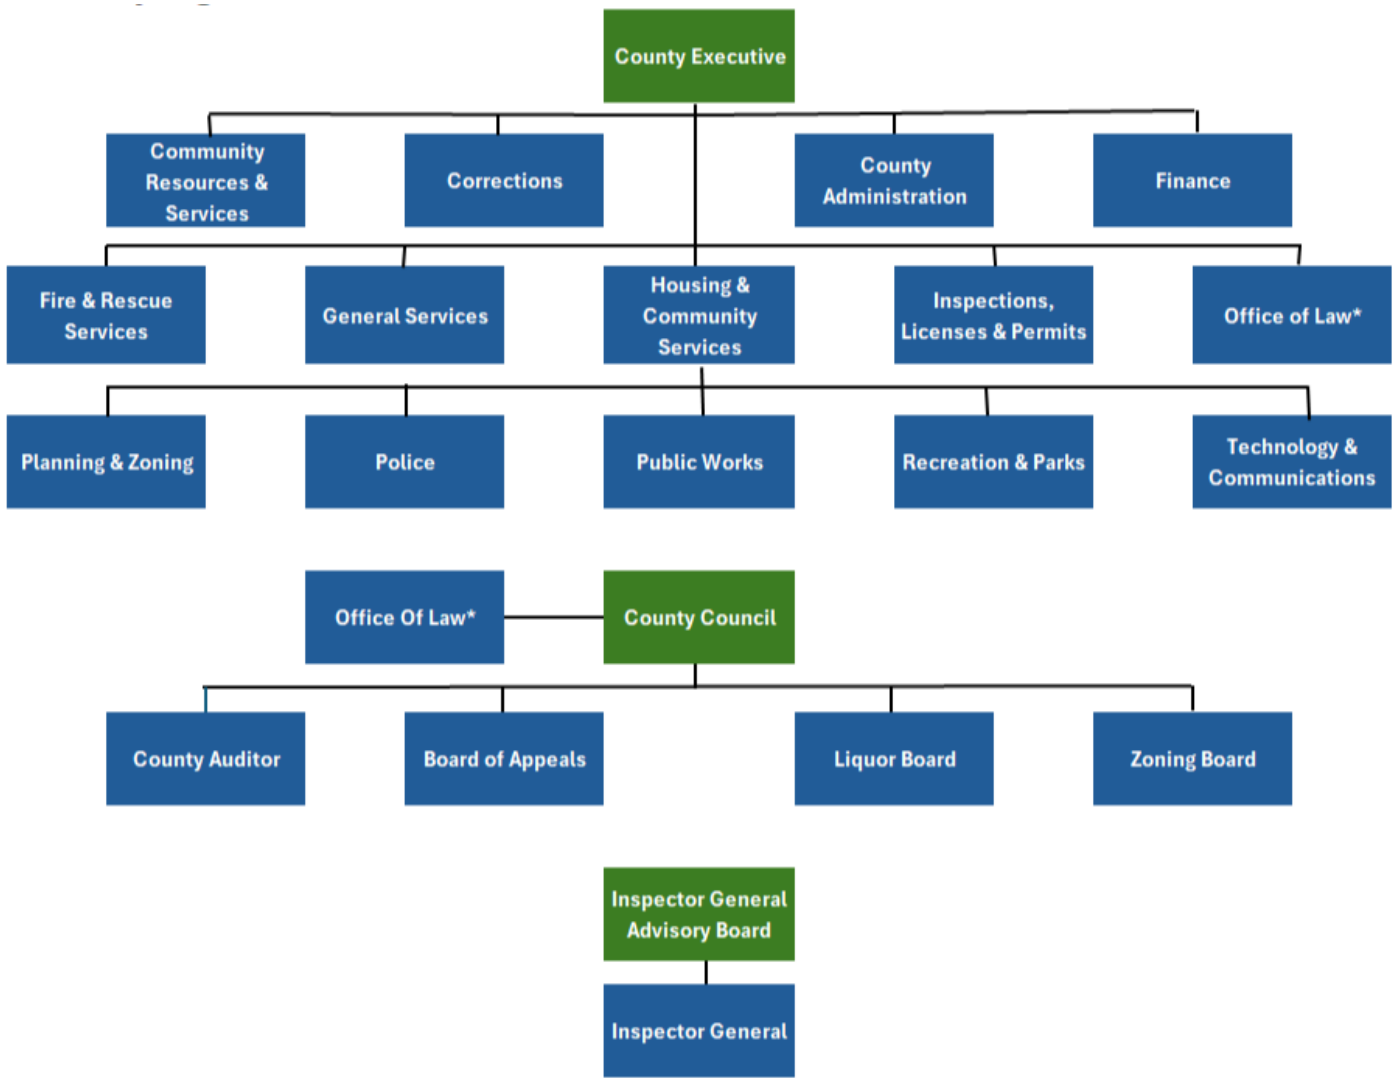 County Executive
Community
Resources &
Services
Corrections
County
Administration
Finance
Fire & Rescue
Services
General Services
Housing &
Community
Services
Inspections,
Licenses & Permits
Office of Law*
Planning & Zoning
Police
Public Works
Recreation & Parks
Technology &
Communications
Office Of Law*
County Council
County Auditor
Board of Appeals
Liquor Board
Zoning Board
Inspector General
Advisory Board
Inspector General